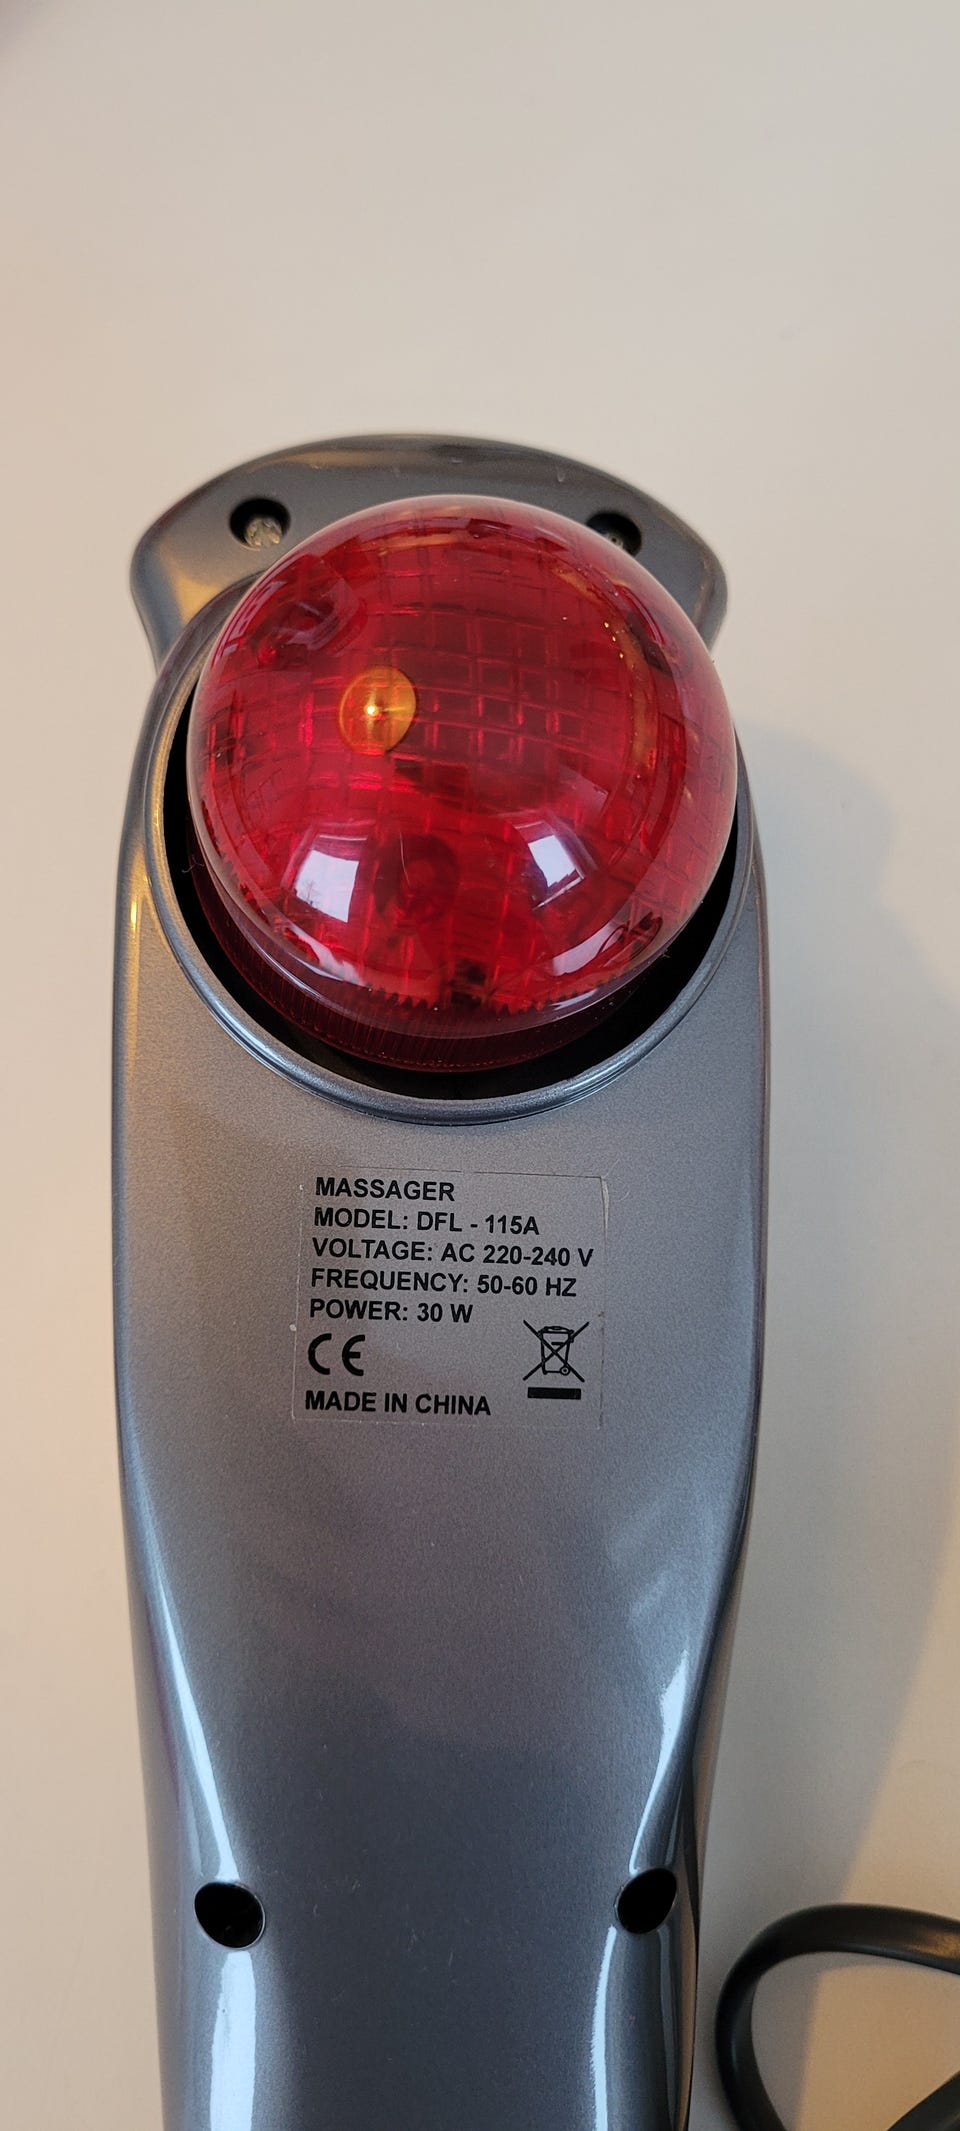 MASSAGER
MODEL: DFL - 115A
VOLTAGE: AC 220-240 V
FREQUENCY: 50-60 HZ
POWER: 30 W
CE
MADE IN CHINA